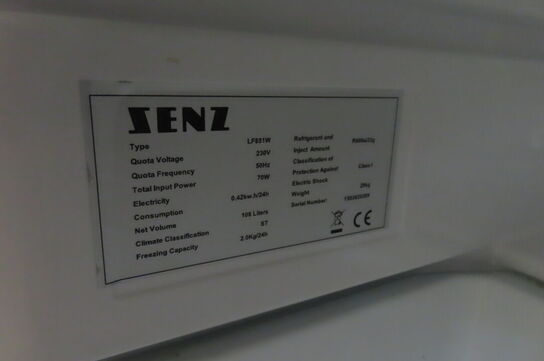 SENZ
Type LF851W
Quota Voltage 230V
Quota Frequency 50Hz
Total Input Power 70W
Electricity
Consumption 0.42kw.h/24h
Net Volume Liters
Climate Classification ST
Freezing Capacity 2.0Kg/24h
Refrigerant and
Inject Amount
Classification of
Protection Against Class I
Electric Shock
Weight
Serial Number:
CE